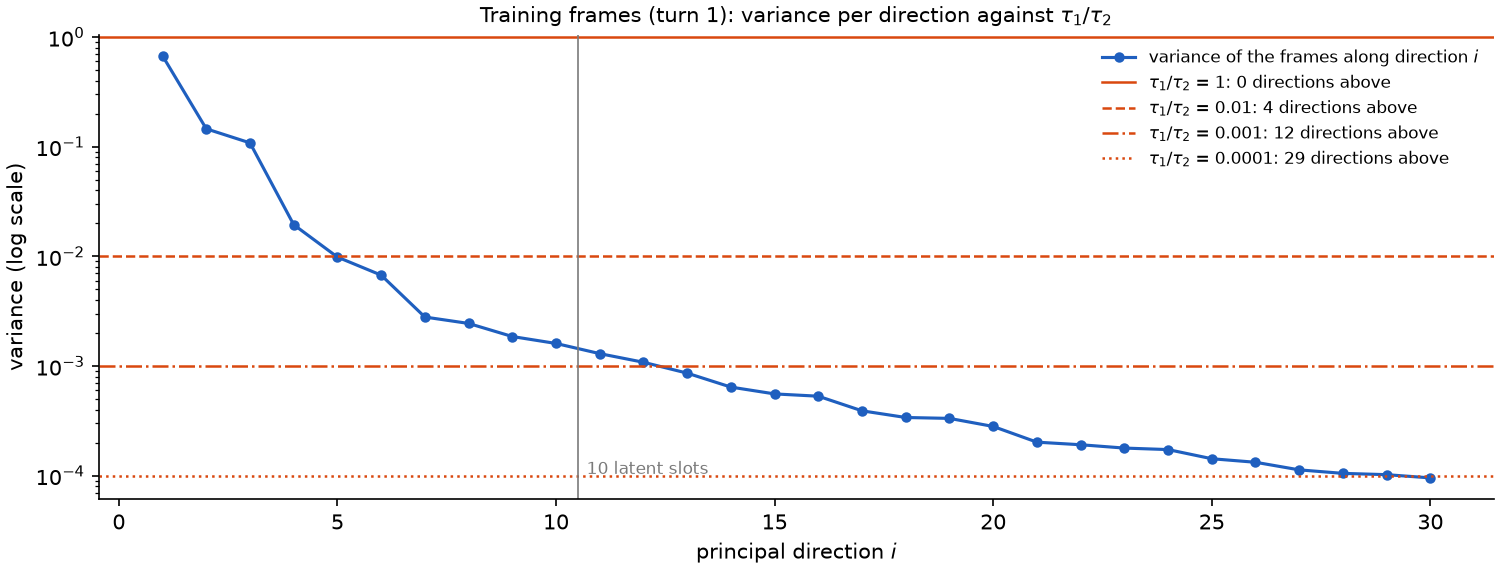 Training frames (turn 1): variance per direction against τ₁/τ₂
variance (log scale)
10⁰
10⁻¹
10⁻²
10⁻³
10⁻⁴
variance of the frames along direction i
τ₁/τ₂ = 1: 0 directions above
τ₁/τ₂ = 0.01: 4 directions above
τ₁/τ₂ = 0.001: 12 directions above
τ₁/τ₂ = 0.0001: 29 directions above
10 latent slots
0 5 10 15 20 25 30
principal direction i